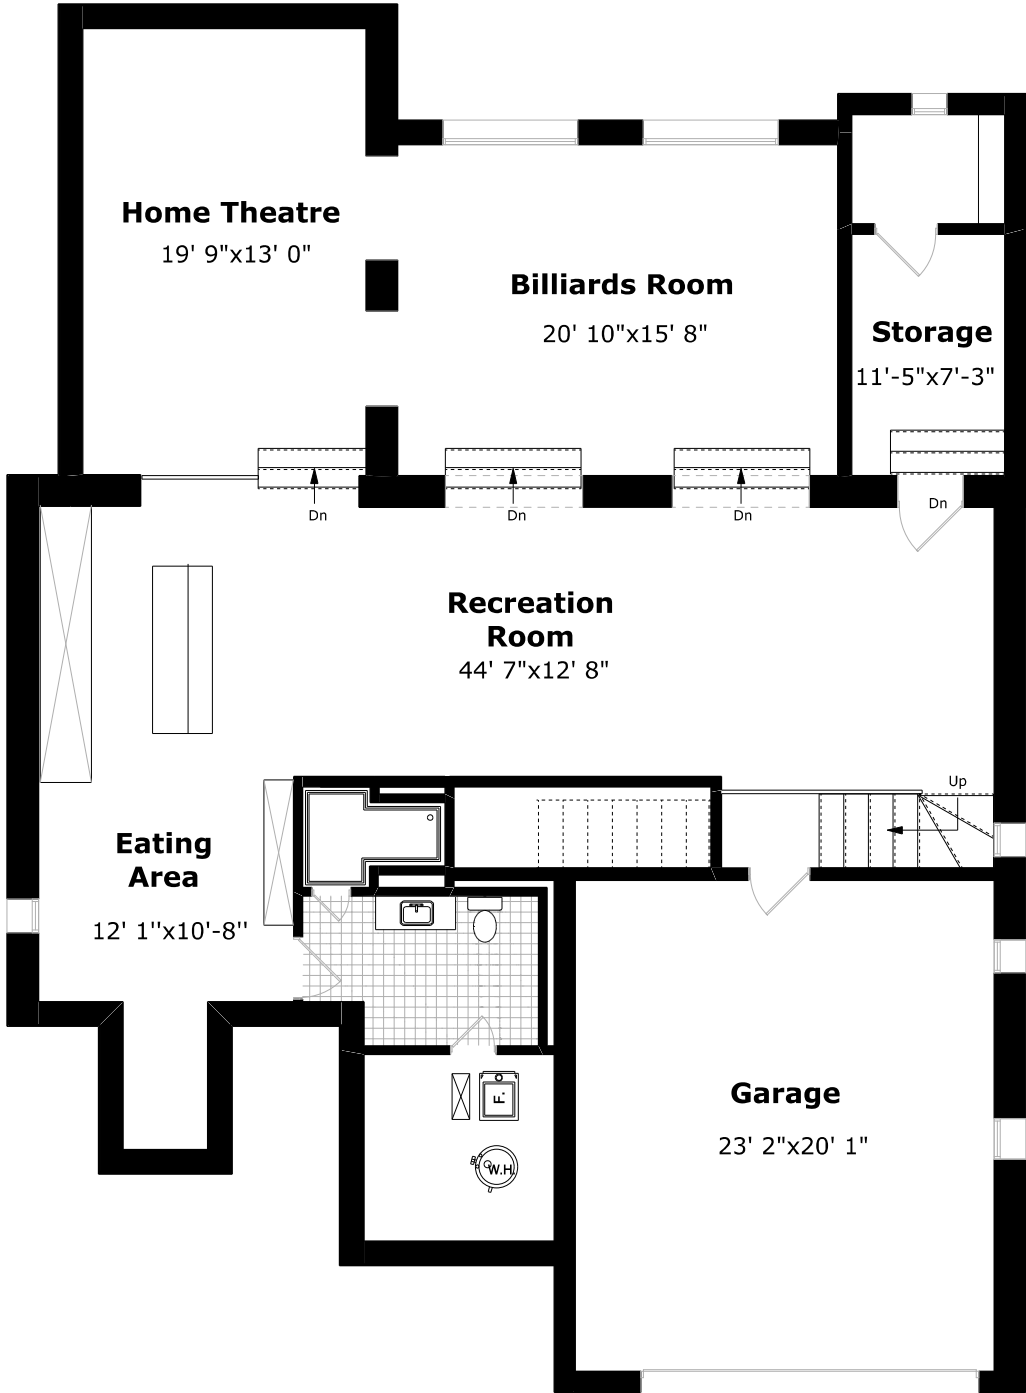 Home Theatre
19' 9"x13' 0"
Billiards Room
20' 10"x15' 8"
Storage
11'-5"x7'-3"
Dn
Dn
Dn
Dn
Recreation
Room
44' 7"x12' 8"
Up
Eating
Area
12' 1''x10'-8''
F.
W.H.
Garage
23' 2"x20' 1"